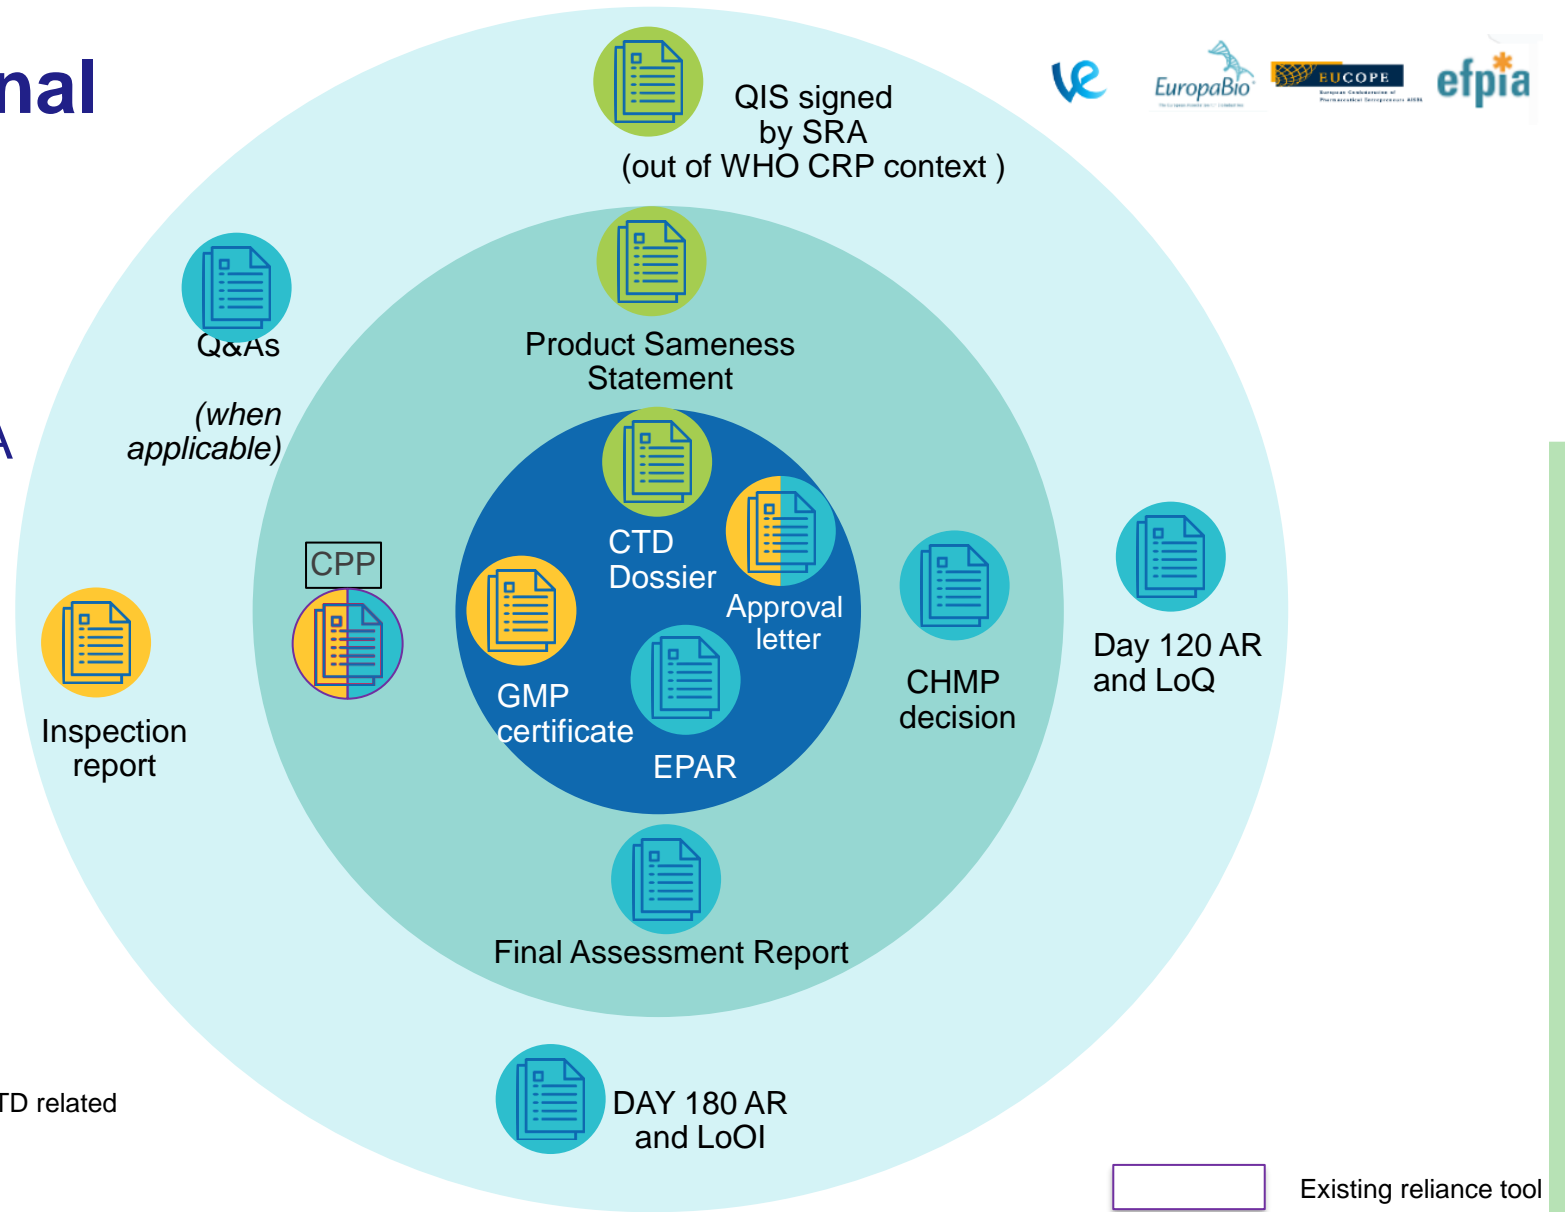 nal
QIS signed
by SRA
(out of WHO CRP context )
EuropaBio
EUCOPE
efpia
Q&As
(when
applicable)
A
Product Sameness
Statement
CTD
Dossier
Approval
letter
CPP
GMP
certificate
EPAR
CHMP
decision
Day 120 AR
and LoQ
Inspection
report
Final Assessment Report
DAY 180 AR
and LoOI
TD related
Existing reliance tool